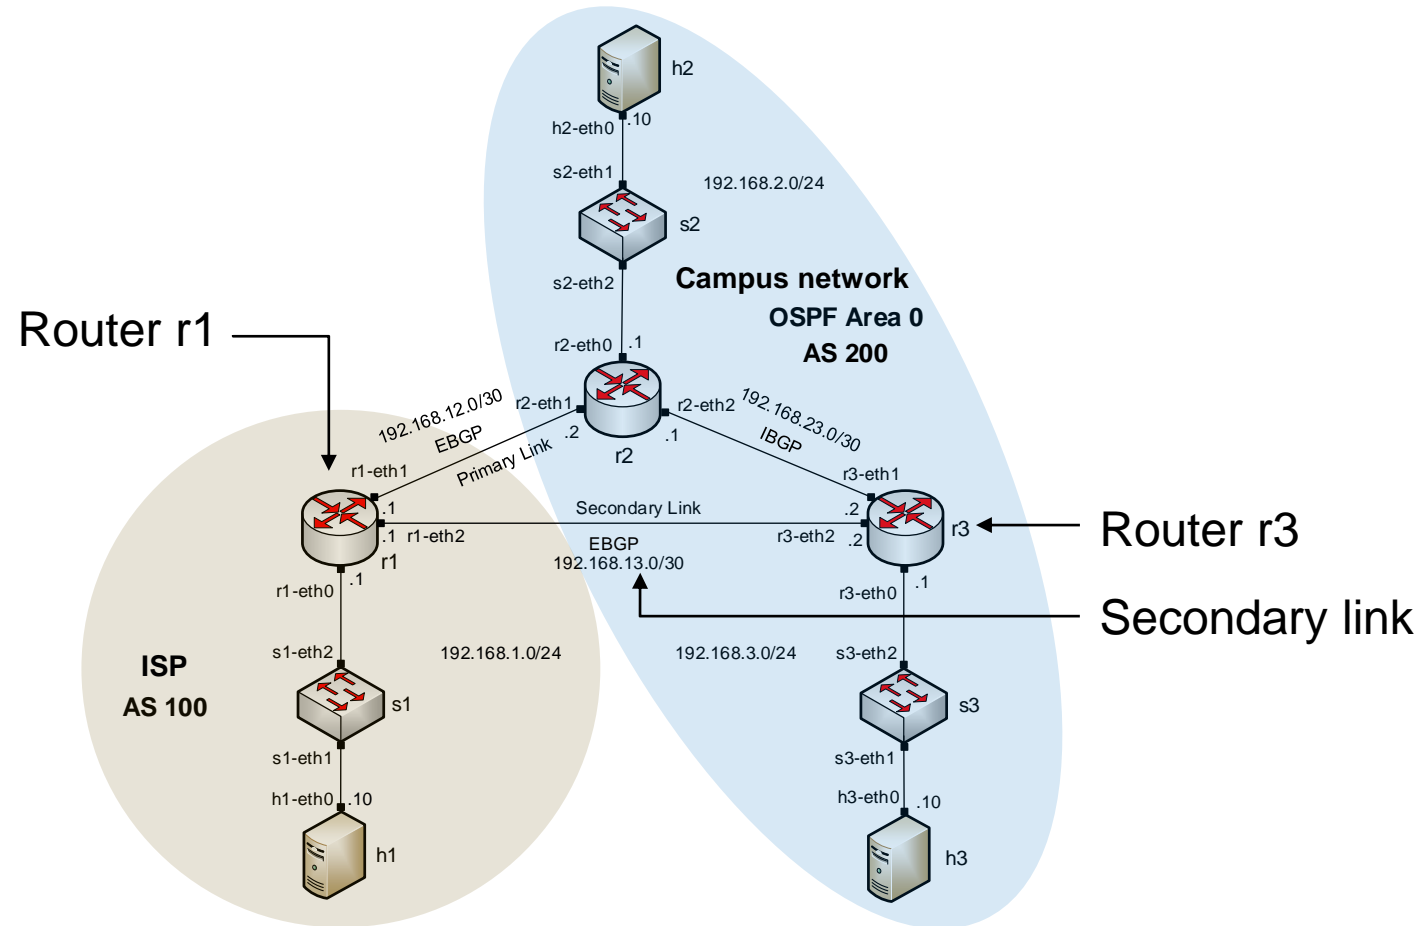 h2
.10
h2-eth0
s2-eth1
192.168.2.0/24
s2
s2-eth2
Campus network
OSPF Area 0
AS 200
Router r1
r2-eth0
.1
192.168.12.0/30
EBGP
Primary Link
r2-eth1
.2
r2
r2-eth2
.1
192.168.23.0/30
IBGP
r1-eth1
.1
r3-eth1
.2
Secondary Link
.1
r1-eth2
r3-eth2
.2
r3
Router r3
r1
EBGP
192.168.13.0/30
r1-eth0
.1
r3-eth0
.1
Secondary link
ISP
AS 100
s1-eth2
192.168.1.0/24
192.168.3.0/24
s3-eth2
s1
s3
s1-eth1
s3-eth1
h1-eth0
.10
h3-eth0
.10
h1
h3